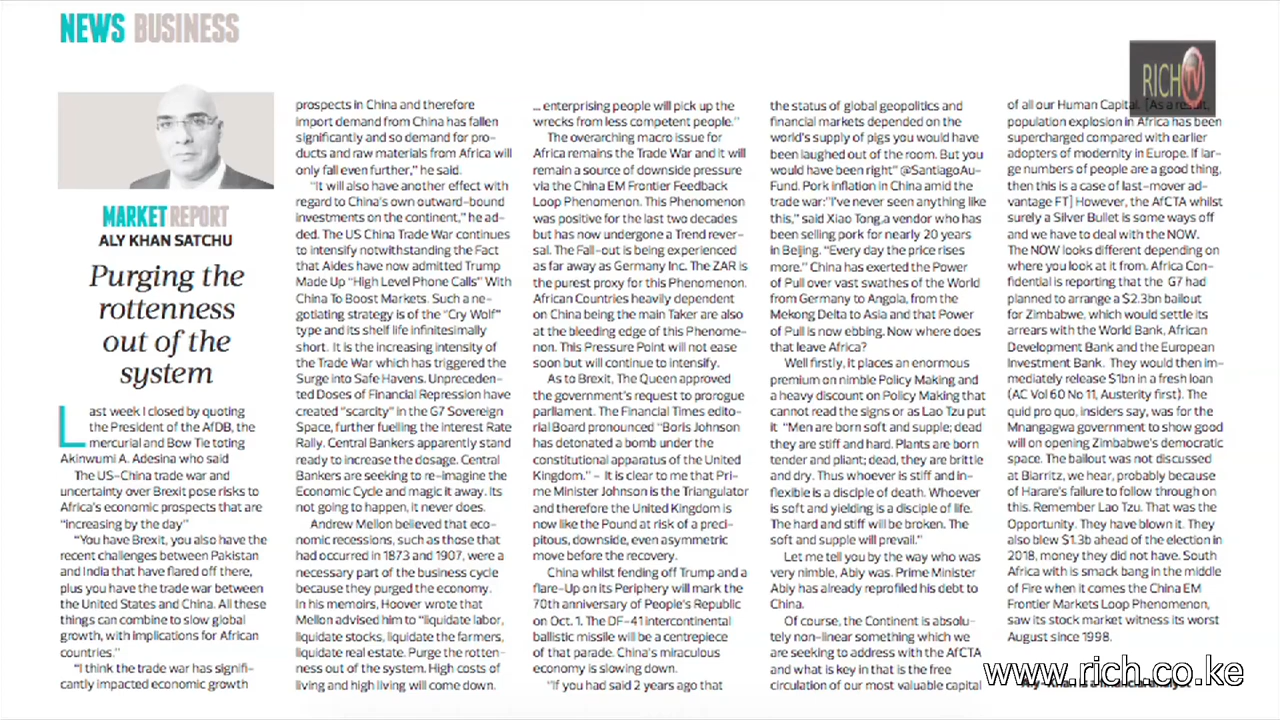 NEWS BUSINESS
RICH TV
MARKET REPORT
ALY KHAN SATCHU
Purging the
rottenness
out of the
system
Last week I closed by quoting
the President of the AfDB, the
mercurial and Bow Tie toting
Akinwumi A. Adesina who said
The US-China trade war and
uncertainty over Brexit pose risks to
Africa's economic prospects that are
"increasing by the day"
"You have Brexit, you also have the
recent challenges between Pakistan
and India that have flared off there,
plus you have the trade war between
the United States and China. All these
things can combine to slow global
growth, with implications for African
countries."
"I think the trade war has signifi-
cantly impacted economic growth
prospects in China and therefore
import demand from China has fallen
significantly and so demand for pro-
ducts and raw materials from Africa will
only fall even further," he said.
"It will also have another effect with
regard to China's own outward-bound
investments on the continent," he ad-
ded. The US China Trade War continues
to intensify notwithstanding the Fact
that Aides have now admitted Trump
Made Up "High Level Phone Calls" With
China To Boost Markets. Such a ne-
gotiating strategy is of the "Cry Wolf"
type and its shelf life infinitesimally
short. It is the increasing intensity of
the Trade War which has triggered the
Surge into Safe Havens. Unpreceden-
ted Doses of Financial Repression have
created "scarcity" in the G7 Sovereign
Space, further fuelling the interest Rate
Rally. Central Bankers apparently stand
ready to increase the dosage. Central
Bankers are seeking to re-imagine the
Economic Cycle and magic it away. Its
not going to happen, it never does.
Andrew Mellon believed that eco-
nomic recessions, such as those that
had occurred in 1873 and 1907, were a
necessary part of the business cycle
because they purged the economy.
In his memoirs, Hoover wrote that
Mellon advised him to "liquidate labor,
liquidate stocks, liquidate the farmers,
liquidate real estate. Purge the rotten-
ness out of the system. High costs of
living and high living will come down.
... enterprising people will pick up the
wrecks from less competent people."
The overarching macro issue for
Africa remains the Trade War and it will
remain a source of downside pressure
via the China EM Frontier Feedback
Loop Phenomenon. This Phenomenon
was positive for the last two decades
but has now undergone a Trend rever-
sal. The Fall-out is being experienced
as far away as Germany Inc. The ZAR is
the purest proxy for this Phenomenon.
African Countries heavily dependent
on China being the main Taker are also
at the bleeding edge of this Phenome-
non. This Pressure Point will not ease
soon but will continue to intensify.
As to Brexit, The Queen approved
the government's request to prorogue
parliament. The Financial Times edito-
rial Board pronounced "Boris Johnson
has detonated a bomb under the
constitutional apparatus of the United
Kingdom." – It is clear to me that Pri-
me Minister Johnson is the Triangulator
and therefore the United Kingdom is
now like the Pound at risk of a preci-
pitous, downside, even asymmetric
move before the recovery.
China whilst fending off Trump and a
flare-Up on its Periphery will mark the
70th anniversary of People's Republic
on Oct. 1. The DF-41 intercontinental
ballistic missile will be a centrepiece
of that parade. China's miraculous
economy is slowing down.
"If you had said 2 years ago that
the status of global geopolitics and
financial markets depended on the
world's supply of pigs you would have
been laughed out of the room. But you
would have been right" @SantiagoAu-
Fund. Pork inflation in China amid the
trade war:"I've never seen anything like
this," said Xiao Tong,a vendor who has
been selling pork for nearly 20 years
in Beijing. "Every day the price rises
more." China has exerted the Power
of Pull over vast swathes of the World
from Germany to Angola, from the
Mekong Delta to Asia and that Power
of Pull is now ebbing. Now where does
that leave Africa?
Well firstly, it places an enormous
premium on nimble Policy Making and
a heavy discount on Policy Making that
cannot read the signs or as Lao Tzu put
it "Men are born soft and supple; dead
they are stiff and hard. Plants are born
tender and pliant; dead, they are brittle
and dry. Thus whoever is stiff and in-
flexible is a disciple of death. Whoever
is soft and yielding is a disciple of life.
The hard and stiff will be broken. The
soft and supple will prevail."
Let me tell you by the way who was
very nimble, Abiy was. Prime Minister
Abiy has already reprofiled his debt to
China.
Of course, the Continent is absolu-
tely non-linear something which we
are seeking to address with the AfCTA
and what is key in that is the free
circulation of our most valuable capital
of all our Human Capital. [As a result,
population explosion in Africa has been
supercharged compared with earlier
adopters of modernity in Europe. If lar-
ge numbers of people are a good thing,
then this is a case of last-mover ad-
vantage FT] However, the AfCTA whilst
surely a Silver Bullet is some ways off
and we have to deal with the NOW.
The NOW looks different depending on
where you look at it from. Africa Con-
fidential is reporting that the G7 had
planned to arrange a $2.3bn bailout
for Zimbabwe, which would settle its
arrears with the World Bank, African
Development Bank and the European
Investment Bank. They would then im-
mediately release $1bn in a fresh loan
(AC Vol 60 No 11, Austerity first). The
quid pro quo, insiders say, was for the
Mnangagwa government to show good
will on opening Zimbabwe's democratic
space. The bailout was not discussed
at Biarritz, we hear, probably because
of Harare's failure to follow through on
this. Remember Lao Tzu. That was the
Opportunity. They have blown it. They
also blew $1.3b ahead of the election in
2018, money they did not have. South
Africa with is smack bang in the middle
of Fire when it comes the China EM
Frontier Markets Loop Phenomenon,
saw its stock market witness its worst
August since 1998.
www.rich.co.ke